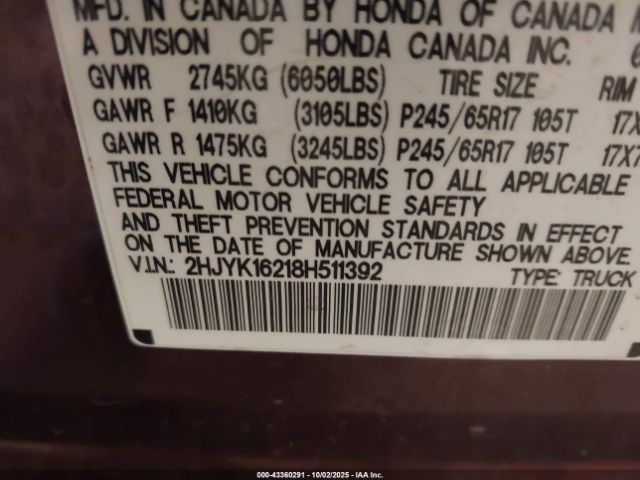 MFD. IN CANADA BY HONDA OF CANADA
A DIVISION OF HONDA CANADA INC.
GVWR 2745KG (6050LBS) TIRE SIZE RIM
GAWR F 1410KG (3105LBS) P245/65R17 105T 17X
GAWR R 1475KG (3245LBS) P245/65R17 105T 17X7
THIS VEHICLE CONFORMS TO ALL APPLICABLE
FEDERAL MOTOR VEHICLE SAFETY
AND THEFT PREVENTION STANDARDS IN EFFECT
ON THE DATE OF MANUFACTURE SHOWN ABOVE.
V.I.N.: 2HJYK16218H511392 TYPE: TRUCK
000-43360291 - 10/02/2025 - IAA Inc.